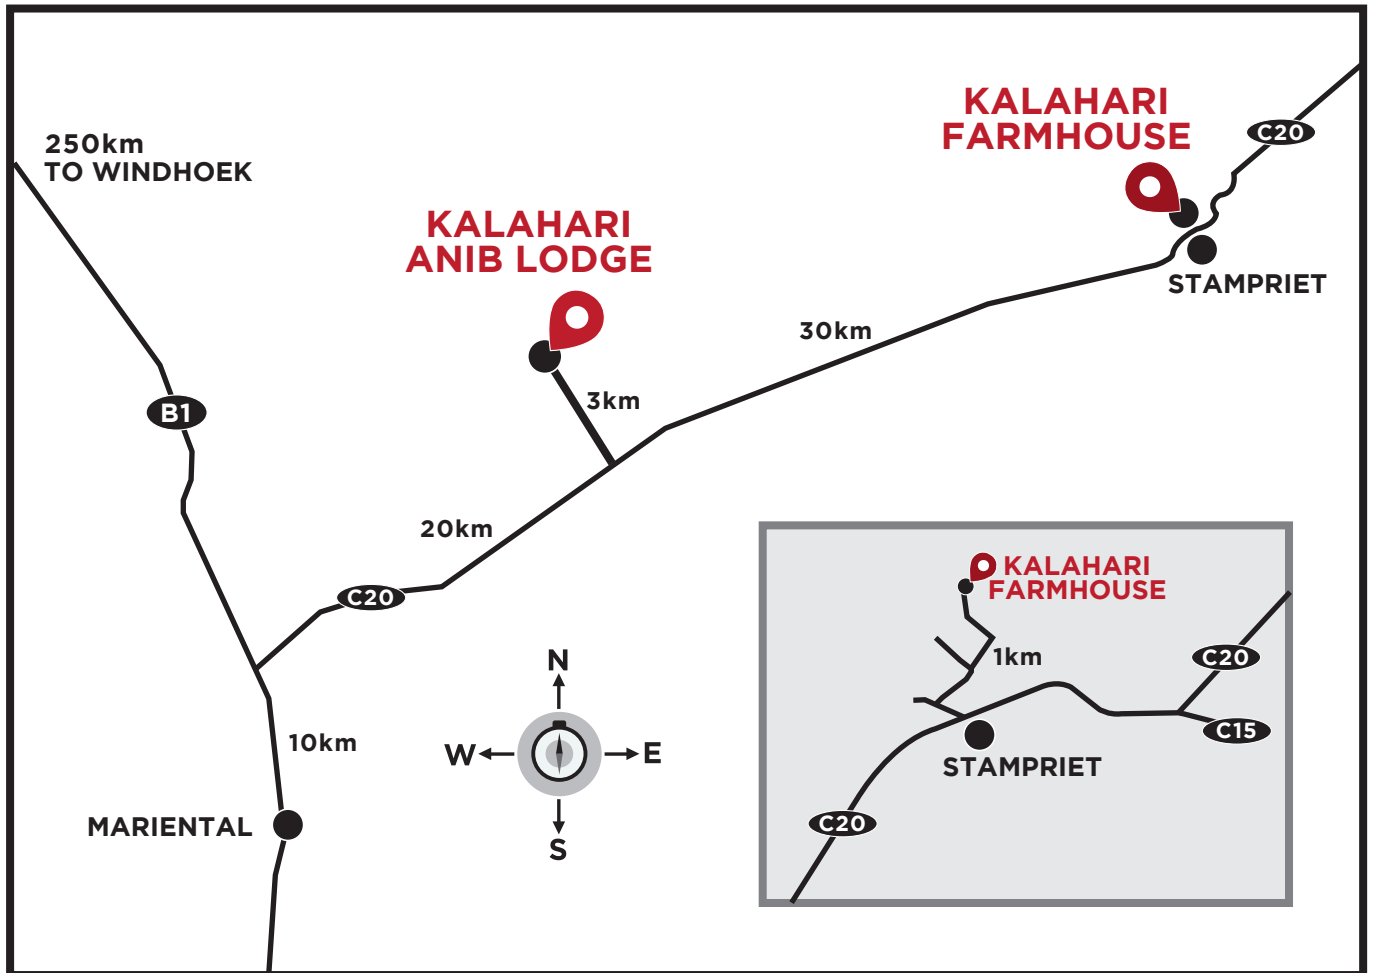 250km
TO WINDHOEK
KALAHARI
FARMHOUSE
C20
KALAHARI
ANIB LODGE
STAMPRIET
30km
3km
B1
20km
C20
10km
MARIENTAL
N
W
E
S
KALAHARI
FARMHOUSE
1km
C20
C15
STAMPRIET
C20